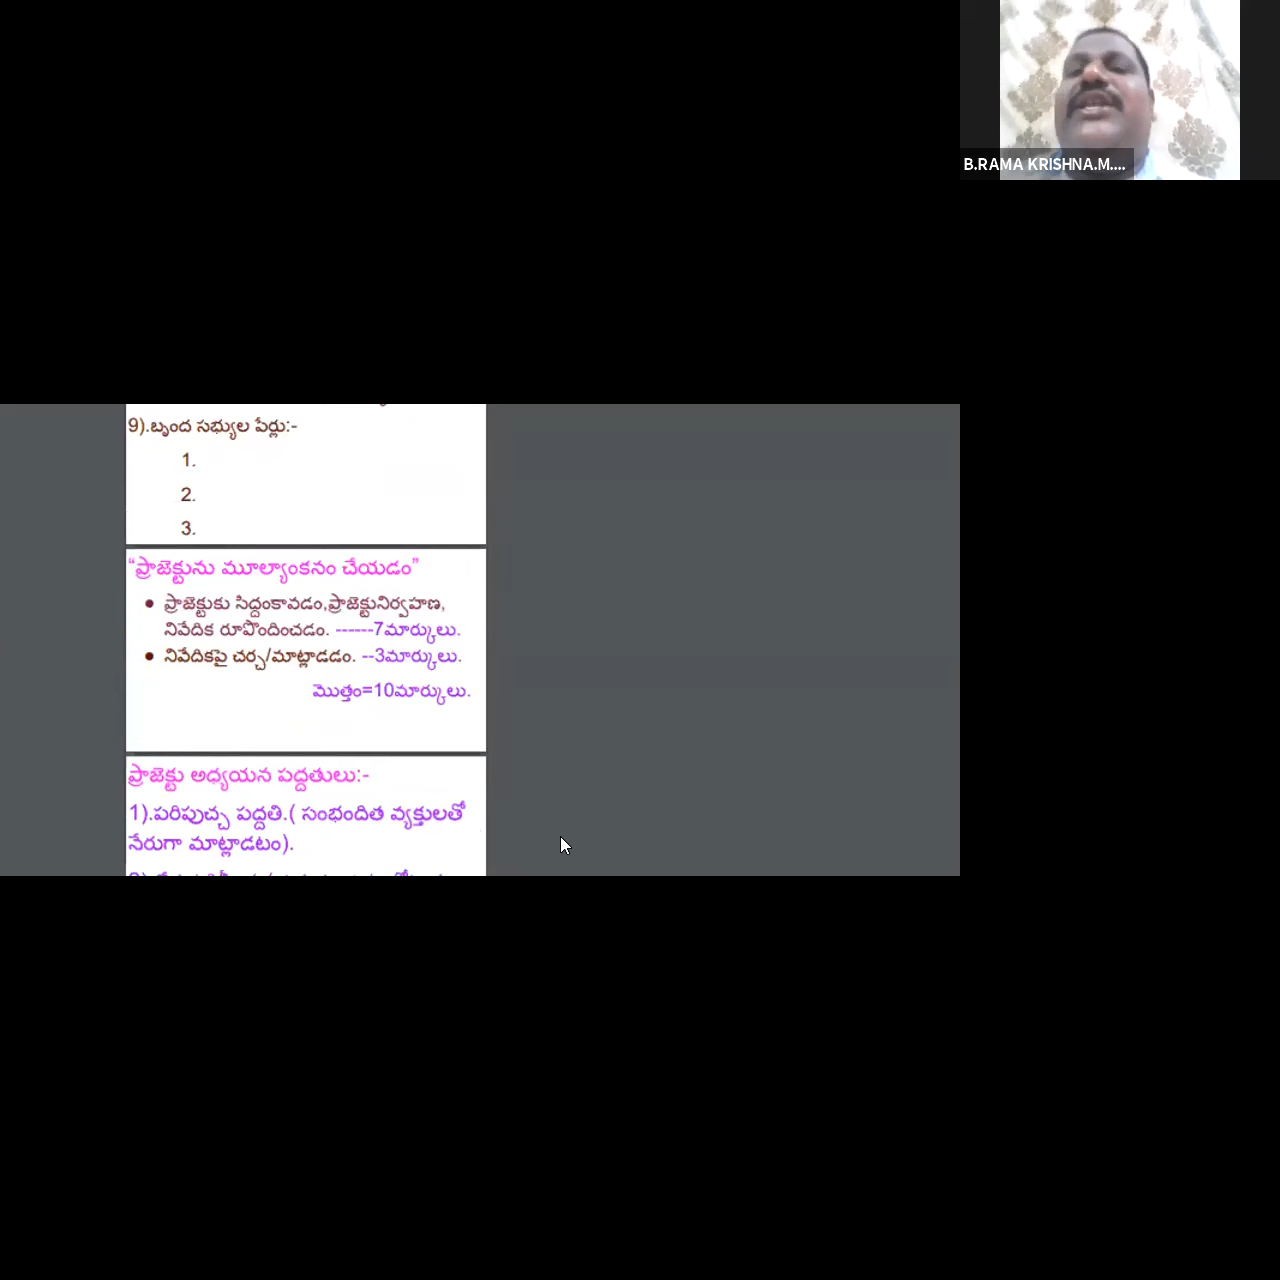 B.RAMA KRISHNA.M....
9).బృంద సభ్యుల పేర్లు:-
1.
2.
3.
“ప్రాజెక్టును మూల్యాంకనం చేయడం”
● ప్రాజెక్టుకు సిద్దంకావడం,ప్రాజెక్టునిర్వహణ,
నివేదిక రూపొందించడం. ------7మార్కులు.
● నివేదికపై చర్చ/మాట్లాడడం. --3మార్కులు.
మొత్తం=10మార్కులు.
ప్రాజెక్టు అధ్యయన పద్దతులు:-
1).పరిపుచ్చ పద్దతి.( సంభందిత వ్యక్తులతో
నేరుగా మాట్లాడటం).